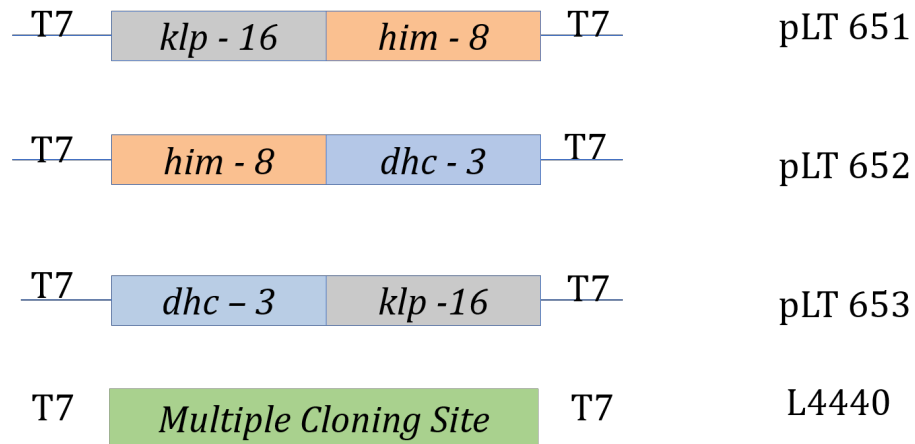 T7 klp - 16 him - 8 T7 pLT 651
T7 him - 8 dhc - 3 T7 pLT 652
T7 dhc – 3 klp -16 T7 pLT 653
T7 Multiple Cloning Site T7 L4440